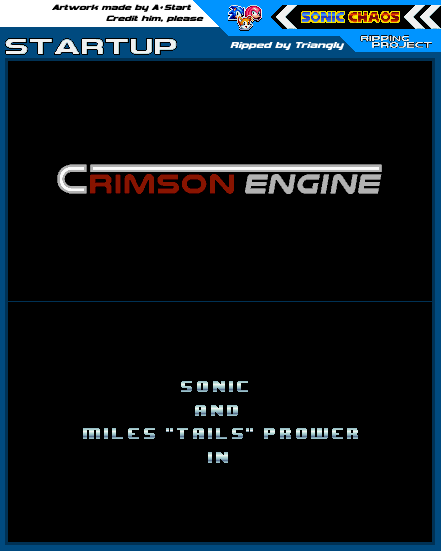 Artwork made by A•Start
Credit him, please
SONIC CHAOS
STARTUP
Ripped by Triangly
RIPPING
PROJECT
CRIMSON ENGINE
SONIC
AND
MILES "TAILS" PROWER
IN